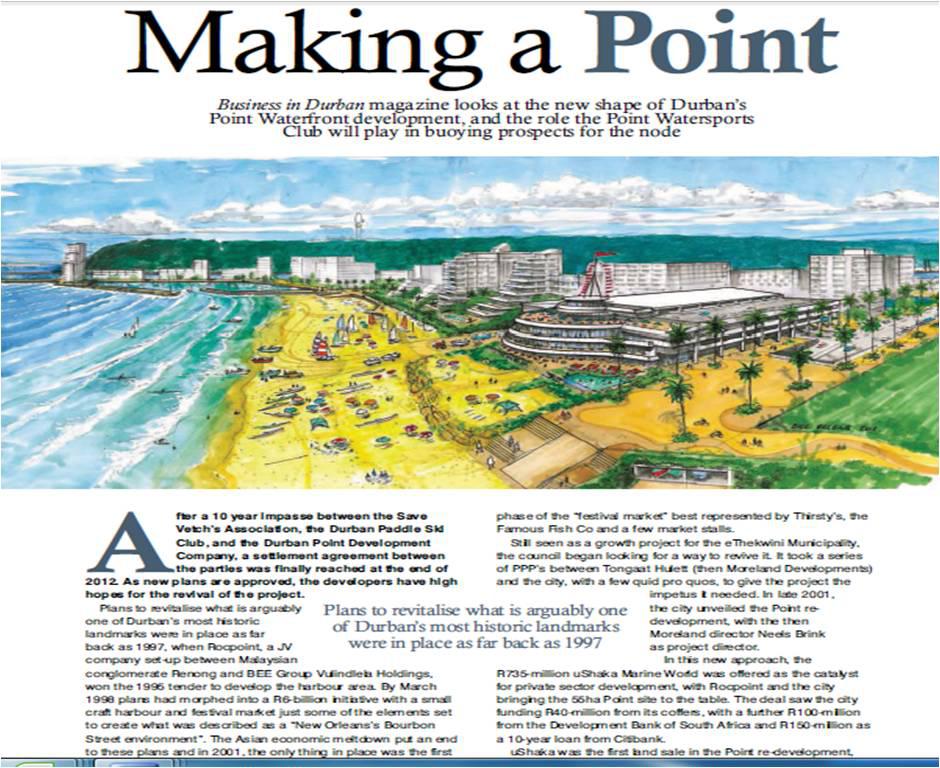 Making a Point
Business in Durban magazine looks at the new shape of Durban's
Point Waterfront development, and the role the Point Watersports
Club will play in buoying prospects for the node
After a 10 year impasse between the Save
Vetch's Association, the Durban Paddle Ski
Club, and the Durban Point Development
Company, a settlement agreement between
the parties was finally reached at the end of
2012. As new plans are approved, the developers have high
hopes for the revival of the project.
Plans to revitalise what is arguably
one of Durban's most historic
landmarks were in place as far
back as 1997, when Rocpoint, a JV
company set-up between Malaysian
conglomerate Renong and BEE Group Vulindlela Holdings,
won the 1995 tender to develop the harbour area. By March
1998 plans had morphed into a R6-billion initiative with a small
craft harbour and festival market just some of the elements set
to create what was described as a "New Orleans's Bourbon
Street environment". The Asian economic meltdown put an end
to these plans and in 2001, the only thing in place was the first
Plans to revitalise what is arguably one
of Durban's most historic landmarks
were in place as far back as 1997
phase of the "festival market" best represented by Thirsty's, the
Famous Fish Co and a few market stalls.
Still seen as a growth project for the eThekwini Municipality,
the council began looking for a way to revive it. It took a series
of PPP's between Tongaat Hulett (then Moreland Developments)
and the city, with a few quid pro quos, to give the project the
impetus it needed. In late 2001,
the city unveiled the Point re-
development, with the then
Moreland director Neels Brink
as project director.
In this new approach, the
R735-million uShaka Marine World was offered as the catalyst
for private sector development, with Rocpoint and the city
bringing the 55ha Point site to the table. The deal saw the city
funding R40-million from its coffers, with a further R100-million
from the Development Bank of South Africa and R150-million as
a 10-year loan from Citibank.
uShaka was the first land sale in the Point re-development,